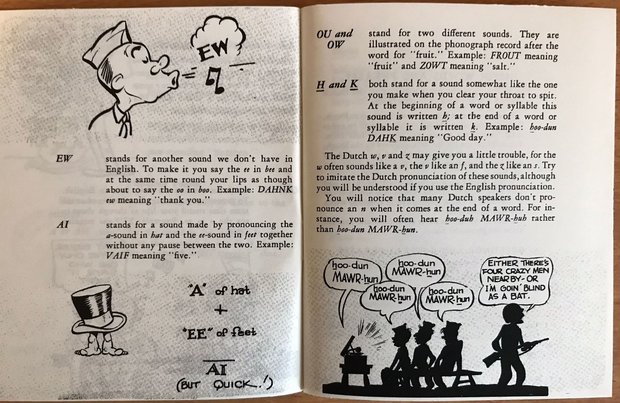 EW
EW
stands for another sound we don't have in
English. To make it you say the ee in bee and
at the same time round your lips as though
about to say the oo in boo. Example: DAHNK
ew meaning "thank you."
AI
stands for a sound made by pronouncing the
a-sound in hat and the ee-sound in feet together
without any pause between the two. Example:
VAIF meaning "five."
"A" of hat
+
"EE" of feet
AI
(BUT QUICK!)
OU and
OW
stand for two different sounds. They are
illustrated on the phonograph record after the
word for "fruit." Example: FROUT meaning
"fruit" and ZOWT meaning "salt."
H and K
both stand for a sound somewhat like the one
you make when you clear your throat to spit.
At the beginning of a word or syllable this
sound is written h; at the end of a word or
syllable it is written k. Example: hoo-dun
DAHK meaning "Good day."
The Dutch w, v and z may give you a little trouble, for the
w often sounds like a v, the v like an f, and the z like an s. Try
to imitate the Dutch pronunciation of these sounds, although
you will be understood if you use the English pronunciation.
You will notice that many Dutch speakers don't pro-
nounce an n when it comes at the end of a word. For in-
stance, you will often hear hoo-duh MAWR-huh rather
than hoo-dun MAWR-hun.
hoo-dun
MAWR-hun
hoo-dun
MAWR-hun
hoo-dun
MAWR-hun
hoo-dun
MAWR-hun
EITHER THERE'S
FOUR CRAZY MEN
NEARBY-OR
I'M GOIN' BLIND
AS A BAT.